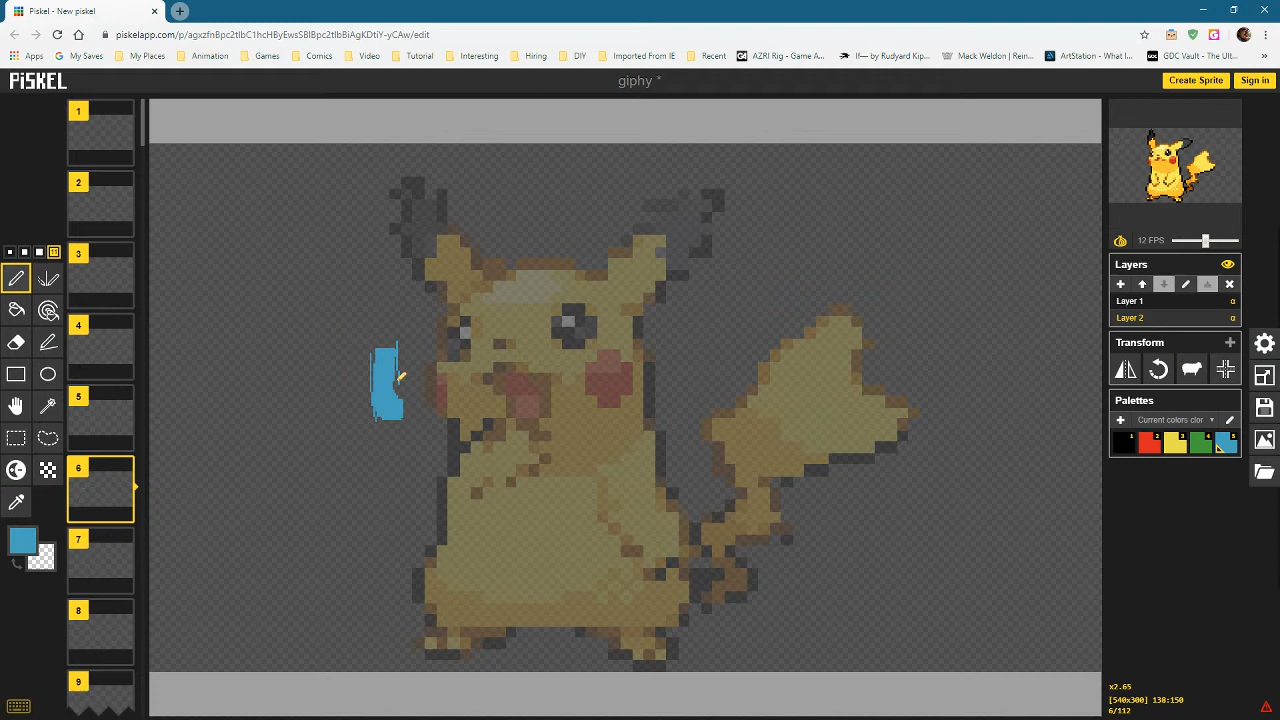 Piskel - New piskel
piskelapp.com/p/agxzfnBpc2tlbC1hcHByEwsSBlBpc2tlbBiAgKDtiY-yCAw/edit
Apps
My Saves
My Places
Animation
Games
Comics
Video
Tutorial
Interesting
Hiring
DIY
Imported From IE
Recent
AZRI Rig - Game A...
If— by Rudyard Kip...
Mack Weldon | Rein...
ArtStation - What I...
GDC Vault - The Ult...
»
PiSKEL
giphy *
Create Sprite
Sign in
1
2
3
4
5
6
7
8
9
12 FPS
Layers
Layer 1 α
Layer 2 α
Transform
Palettes
Current colors clor
1 2 3 4 5
x2.65
[540x300] 138:150
6/112